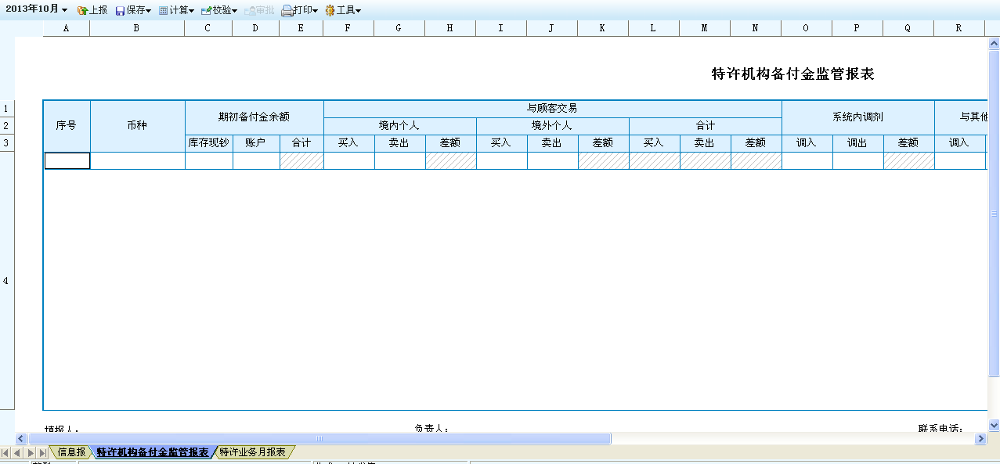 2013年10月 上报 保存 计算 校验 审批 打印 工具
A B C D E F G H I J K L M N O P Q R
特许机构备付金监管报表
1 与顾客交易
2 序号 币种 期初备付金余额 境内个人 境外个人 合计 系统内调剂 与其他
3 库存现钞 账户 合计 买入 卖出 差额 买入 卖出 差额 买入 卖出 差额 调入 调出 差额 调入
4
填报人: 负责人: 联系电话:
信息报 特许机构备付金监管报表 特许业务月报表